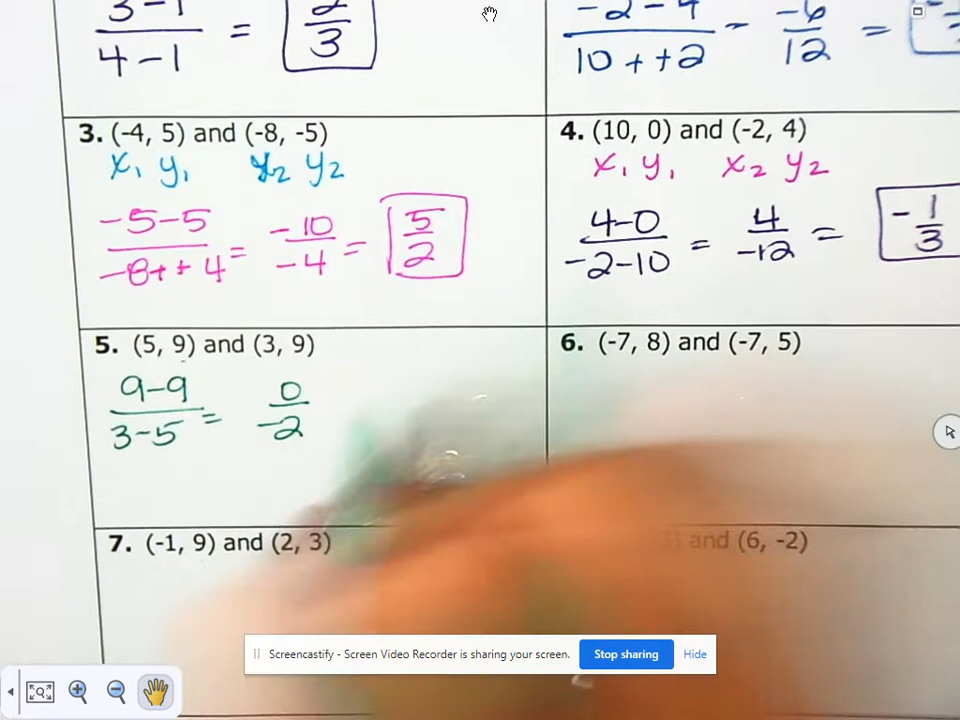 3-1
4-1 = 2/3
10 + +2 - -6/12 =
3. (-4, 5) and (-8, -5)
x₁ y₁ x₂ y₂
-5-5
-8++4 = -10/-4 = 5/2
4. (10, 0) and (-2, 4)
x₁ y₁ x₂ y₂
4-0
-2-10 = 4/-12 = -1/3
5. (5, 9) and (3, 9)
9-9
3-5 = 0/-2
6. (-7, 8) and (-7, 5)
7. (-1, 9) and (2, 3)
and (6, -2)
Screencastify - Screen Video Recorder is sharing your screen.
Stop sharing
Hide